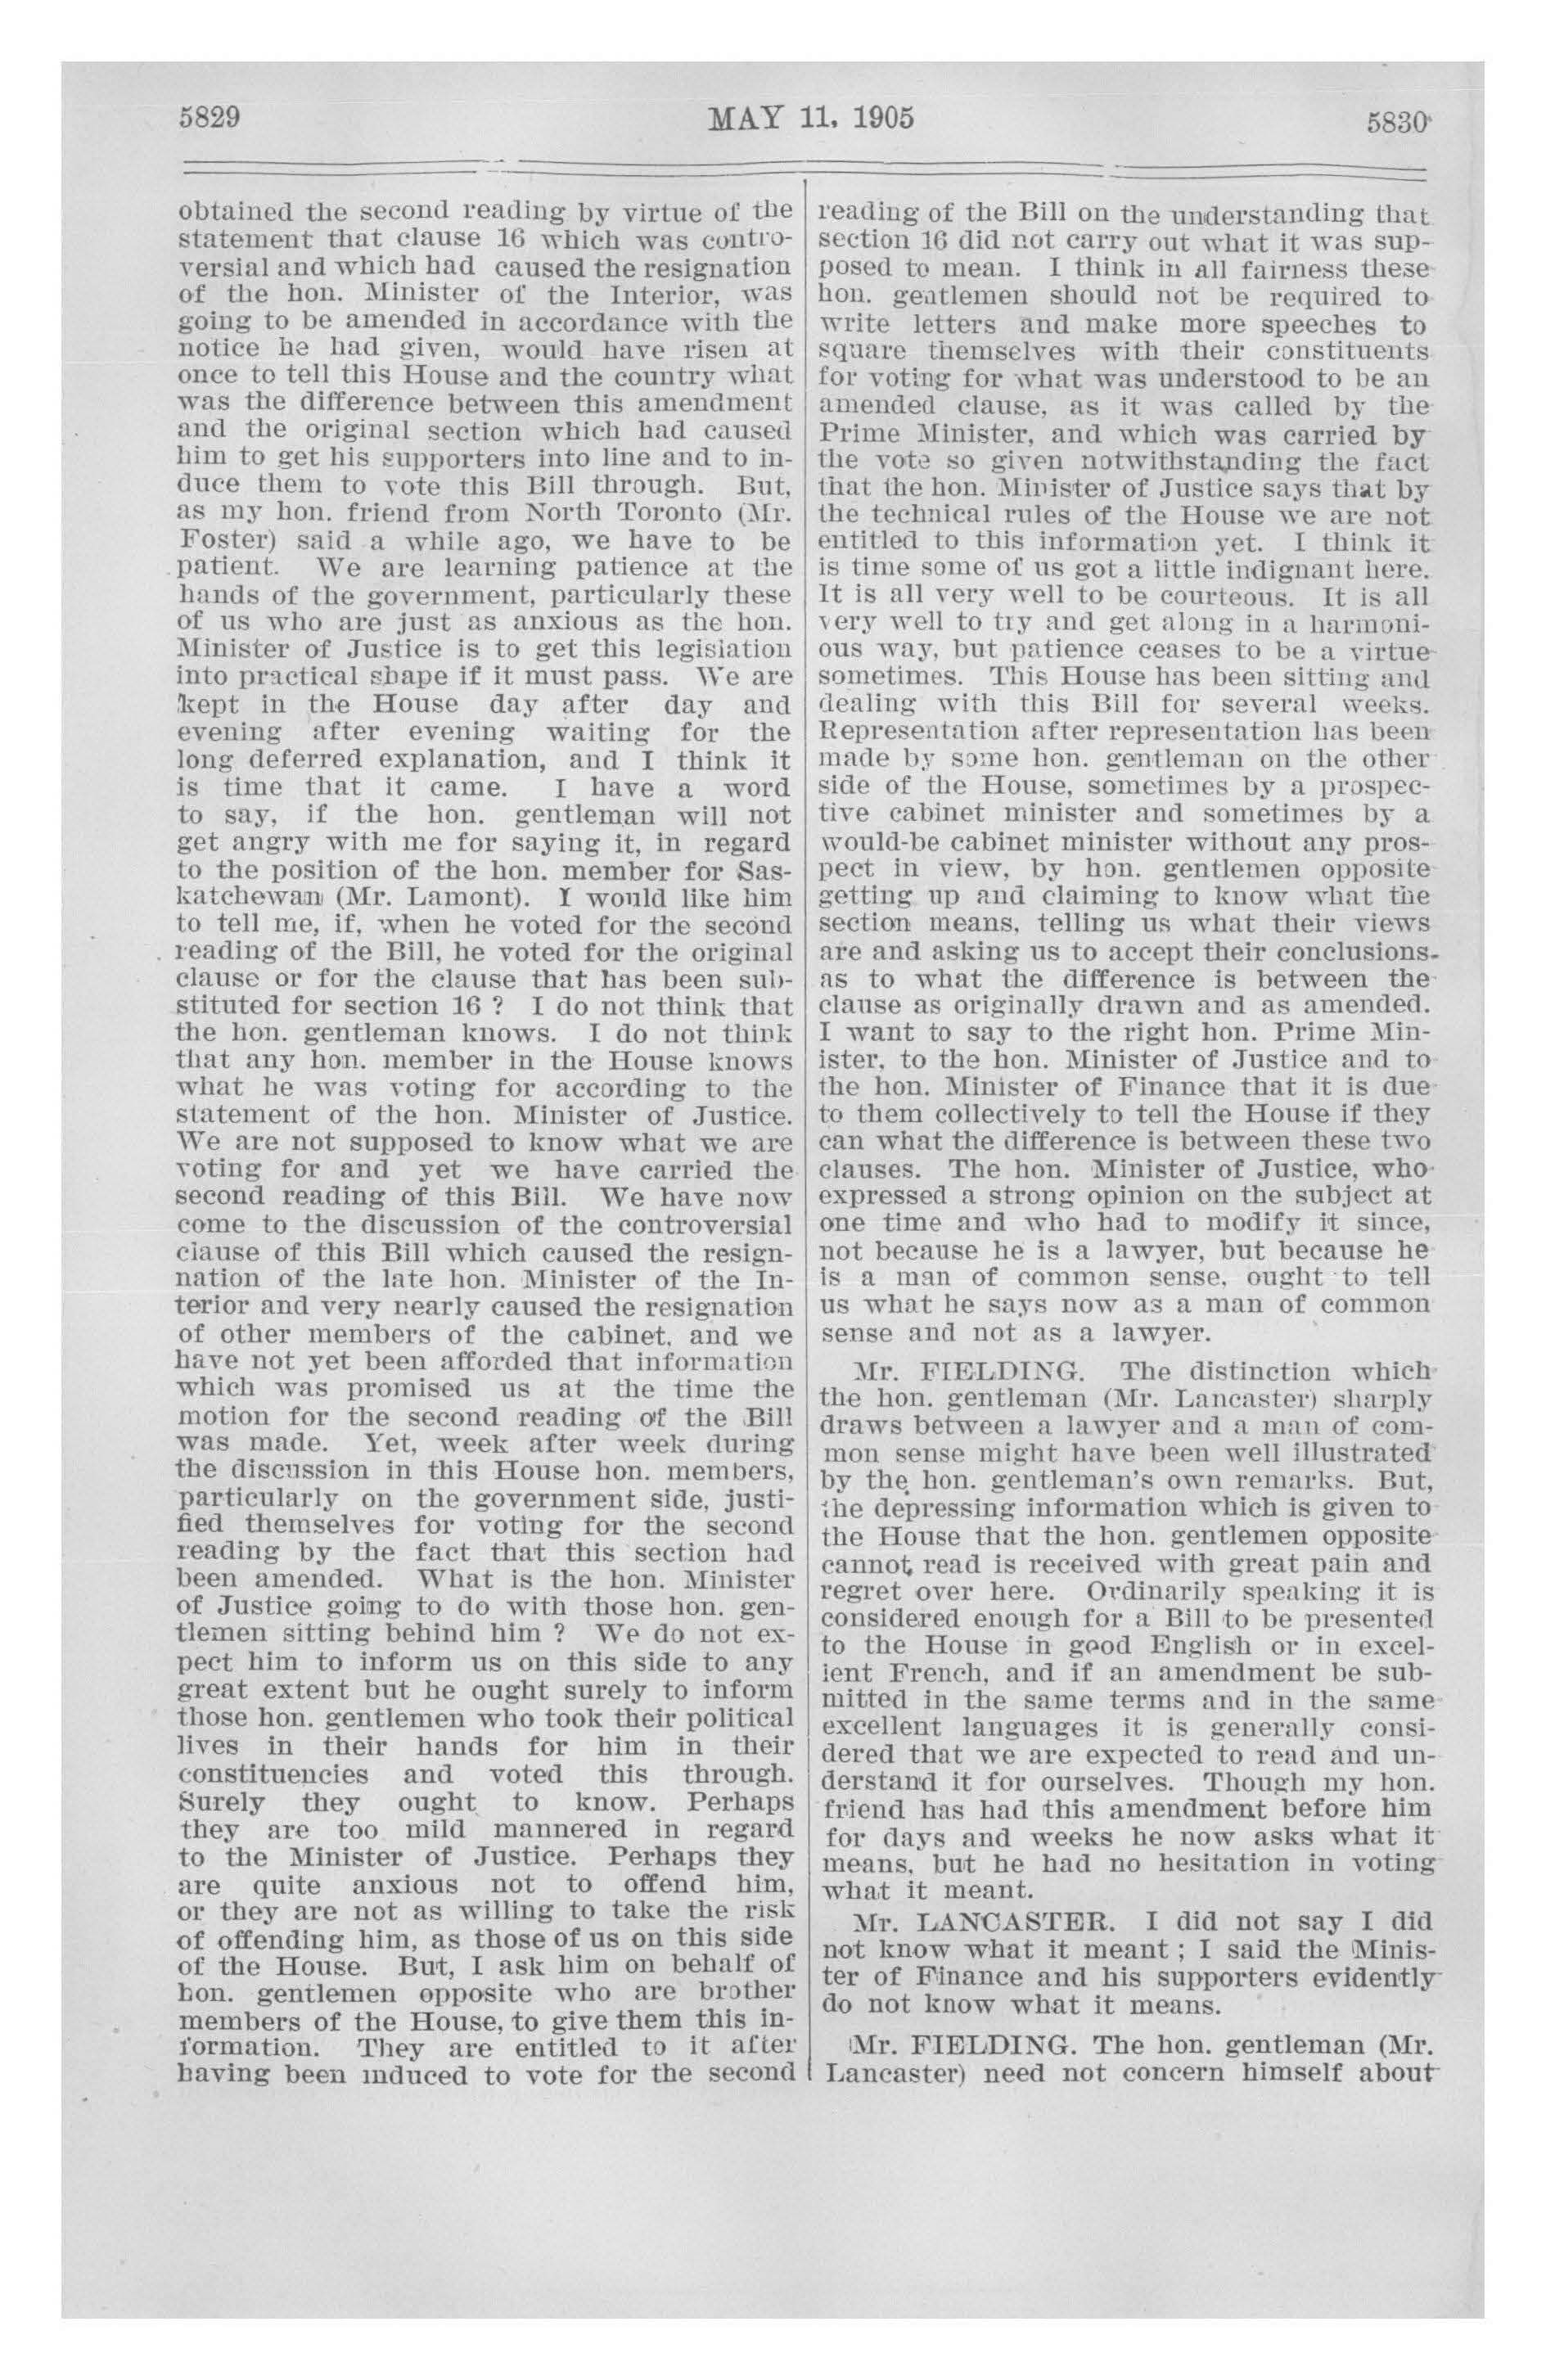 5829
MAY 11, 1905
5830
obtained the second reading by virtue of the
statement that clause 16 which was contro-
versial and which had caused the resignation
of the hon. Minister of the Interior, was
going to be amended in accordance with the
notice he had given, would have risen at
once to tell this House and the country what
was the difference between this amendment
and the original section which had caused
him to get his supporters into line and to in-
duce them to vote this Bill through. But,
as my hon. friend from North Toronto (Mr.
Foster) said a while ago, we have to be
patient. We are learning patience at the
hands of the government, particularly these
of us who are just as anxious as the hon.
Minister of Justice is to get this legislation
into practical shape if it must pass. We are
kept in the House day after day and
evening after evening waiting for the
long deferred explanation, and I think it
is time that it came. I have a word
to say, if the hon. gentleman will not
get angry with me for saying it, in regard
to the position of the hon. member for Sas-
katchewan (Mr. Lamont). I would like him
to tell me, if, when he voted for the second
reading of the Bill, he voted for the original
clause or for the clause that has been sub-
stituted for section 16 ? I do not think that
the hon. gentleman knows. I do not think
that any hon. member in the House knows
what he was voting for according to the
statement of the hon. Minister of Justice.
We are not supposed to know what we are
voting for and yet we have carried the
second reading of this Bill. We have now
come to the discussion of the controversial
clause of this Bill which caused the resign-
nation of the late hon. Minister of the In-
terior and very nearly caused the resignation
of other members of the cabinet, and we
have not yet been afforded that information
which was promised us at the time the
motion for the second reading of the Bill
was made. Yet, week after week during
the discussion in this House hon. members,
particularly on the government side, justi-
fied themselves for voting for the second
reading by the fact that this section had
been amended. What is the hon. Minister
of Justice going to do with those hon. gen-
tlemen sitting behind him ? We do not ex-
pect him to inform us on this side to any
great extent but he ought surely to inform
those hon. gentlemen who took their political
lives in their hands for him in their
constituencies and voted this through.
Surely they ought to know. Perhaps
they are too mild mannered in regard
to the Minister of Justice. Perhaps they
are quite anxious not to offend him,
or they are not as willing to take the risk
of offending him, as those of us on this side
of the House. But, I ask him on behalf of
hon. gentlemen opposite who are brother
members of the House, to give them this in-
formation. They are entitled to it after
having been induced to vote for the second
reading of the Bill on the understanding that
section 16 did not carry out what it was sup-
posed to mean. I think in all fairness these
hon. gentlemen should not be required to
write letters and make more speeches to
square themselves with their constituents
for voting for what was understood to be an
amended clause, as it was called by the
Prime Minister, and which was carried by
the vote so given notwithstanding the fact
that the hon. Minister of Justice says that by
the technical rules of the House we are not
entitled to this information yet. I think it
is time some of us got a little indignant here.
It is all very well to be courteous. It is all
very well to try and get along in a harmoni-
ous way, but patience ceases to be a virtue
sometimes. This House has been sitting and
dealing with this Bill for several weeks.
Representation after representation has been
made by some hon. gentleman on the other
side of the House, sometimes by a prospec-
tive cabinet minister and sometimes by a
would-be cabinet minister without any pros-
pect in view, by hon. gentlemen opposite
getting up and claiming to know what the
section means, telling us what their views
are and asking us to accept their conclusions
as to what the difference is between the
clause as originally drawn and as amended.
I want to say to the right hon. Prime Min-
ister, to the hon. Minister of Justice and to
the hon. Minister of Finance that it is due
to them collectively to tell the House if they
can what the difference is between these two
clauses. The hon. Minister of Justice, who
expressed a strong opinion on the subject at
one time and who had to modify it since,
not because he is a lawyer, but because he
is a man of common sense, ought to tell
us what he says now as a man of common
sense and not as a lawyer.
Mr. FIELDING. The distinction which
the hon. gentleman (Mr. Lancaster) sharply
draws between a lawyer and a man of com-
mon sense might have been well illustrated
by the hon. gentleman's own remarks. But,
the depressing information which is given to
the House that the hon. gentlemen opposite
cannot read is received with great pain and
regret over here. Ordinarily speaking it is
considered enough for a Bill to be presented
to the House in good English or in excel-
lent French, and if an amendment be sub-
mitted in the same terms and in the same
excellent languages it is generally consi-
dered that we are expected to read and un-
derstand it for ourselves. Though my hon.
friend has had this amendment before him
for days and weeks he now asks what it
means, but he had no hesitation in voting
what it meant.
Mr. LANCASTER. I did not say I did
not know what it meant ; I said the Minis-
ter of Finance and his supporters evidently
do not know what it means.
Mr. FIELDING. The hon. gentleman (Mr.
Lancaster) need not concern himself about